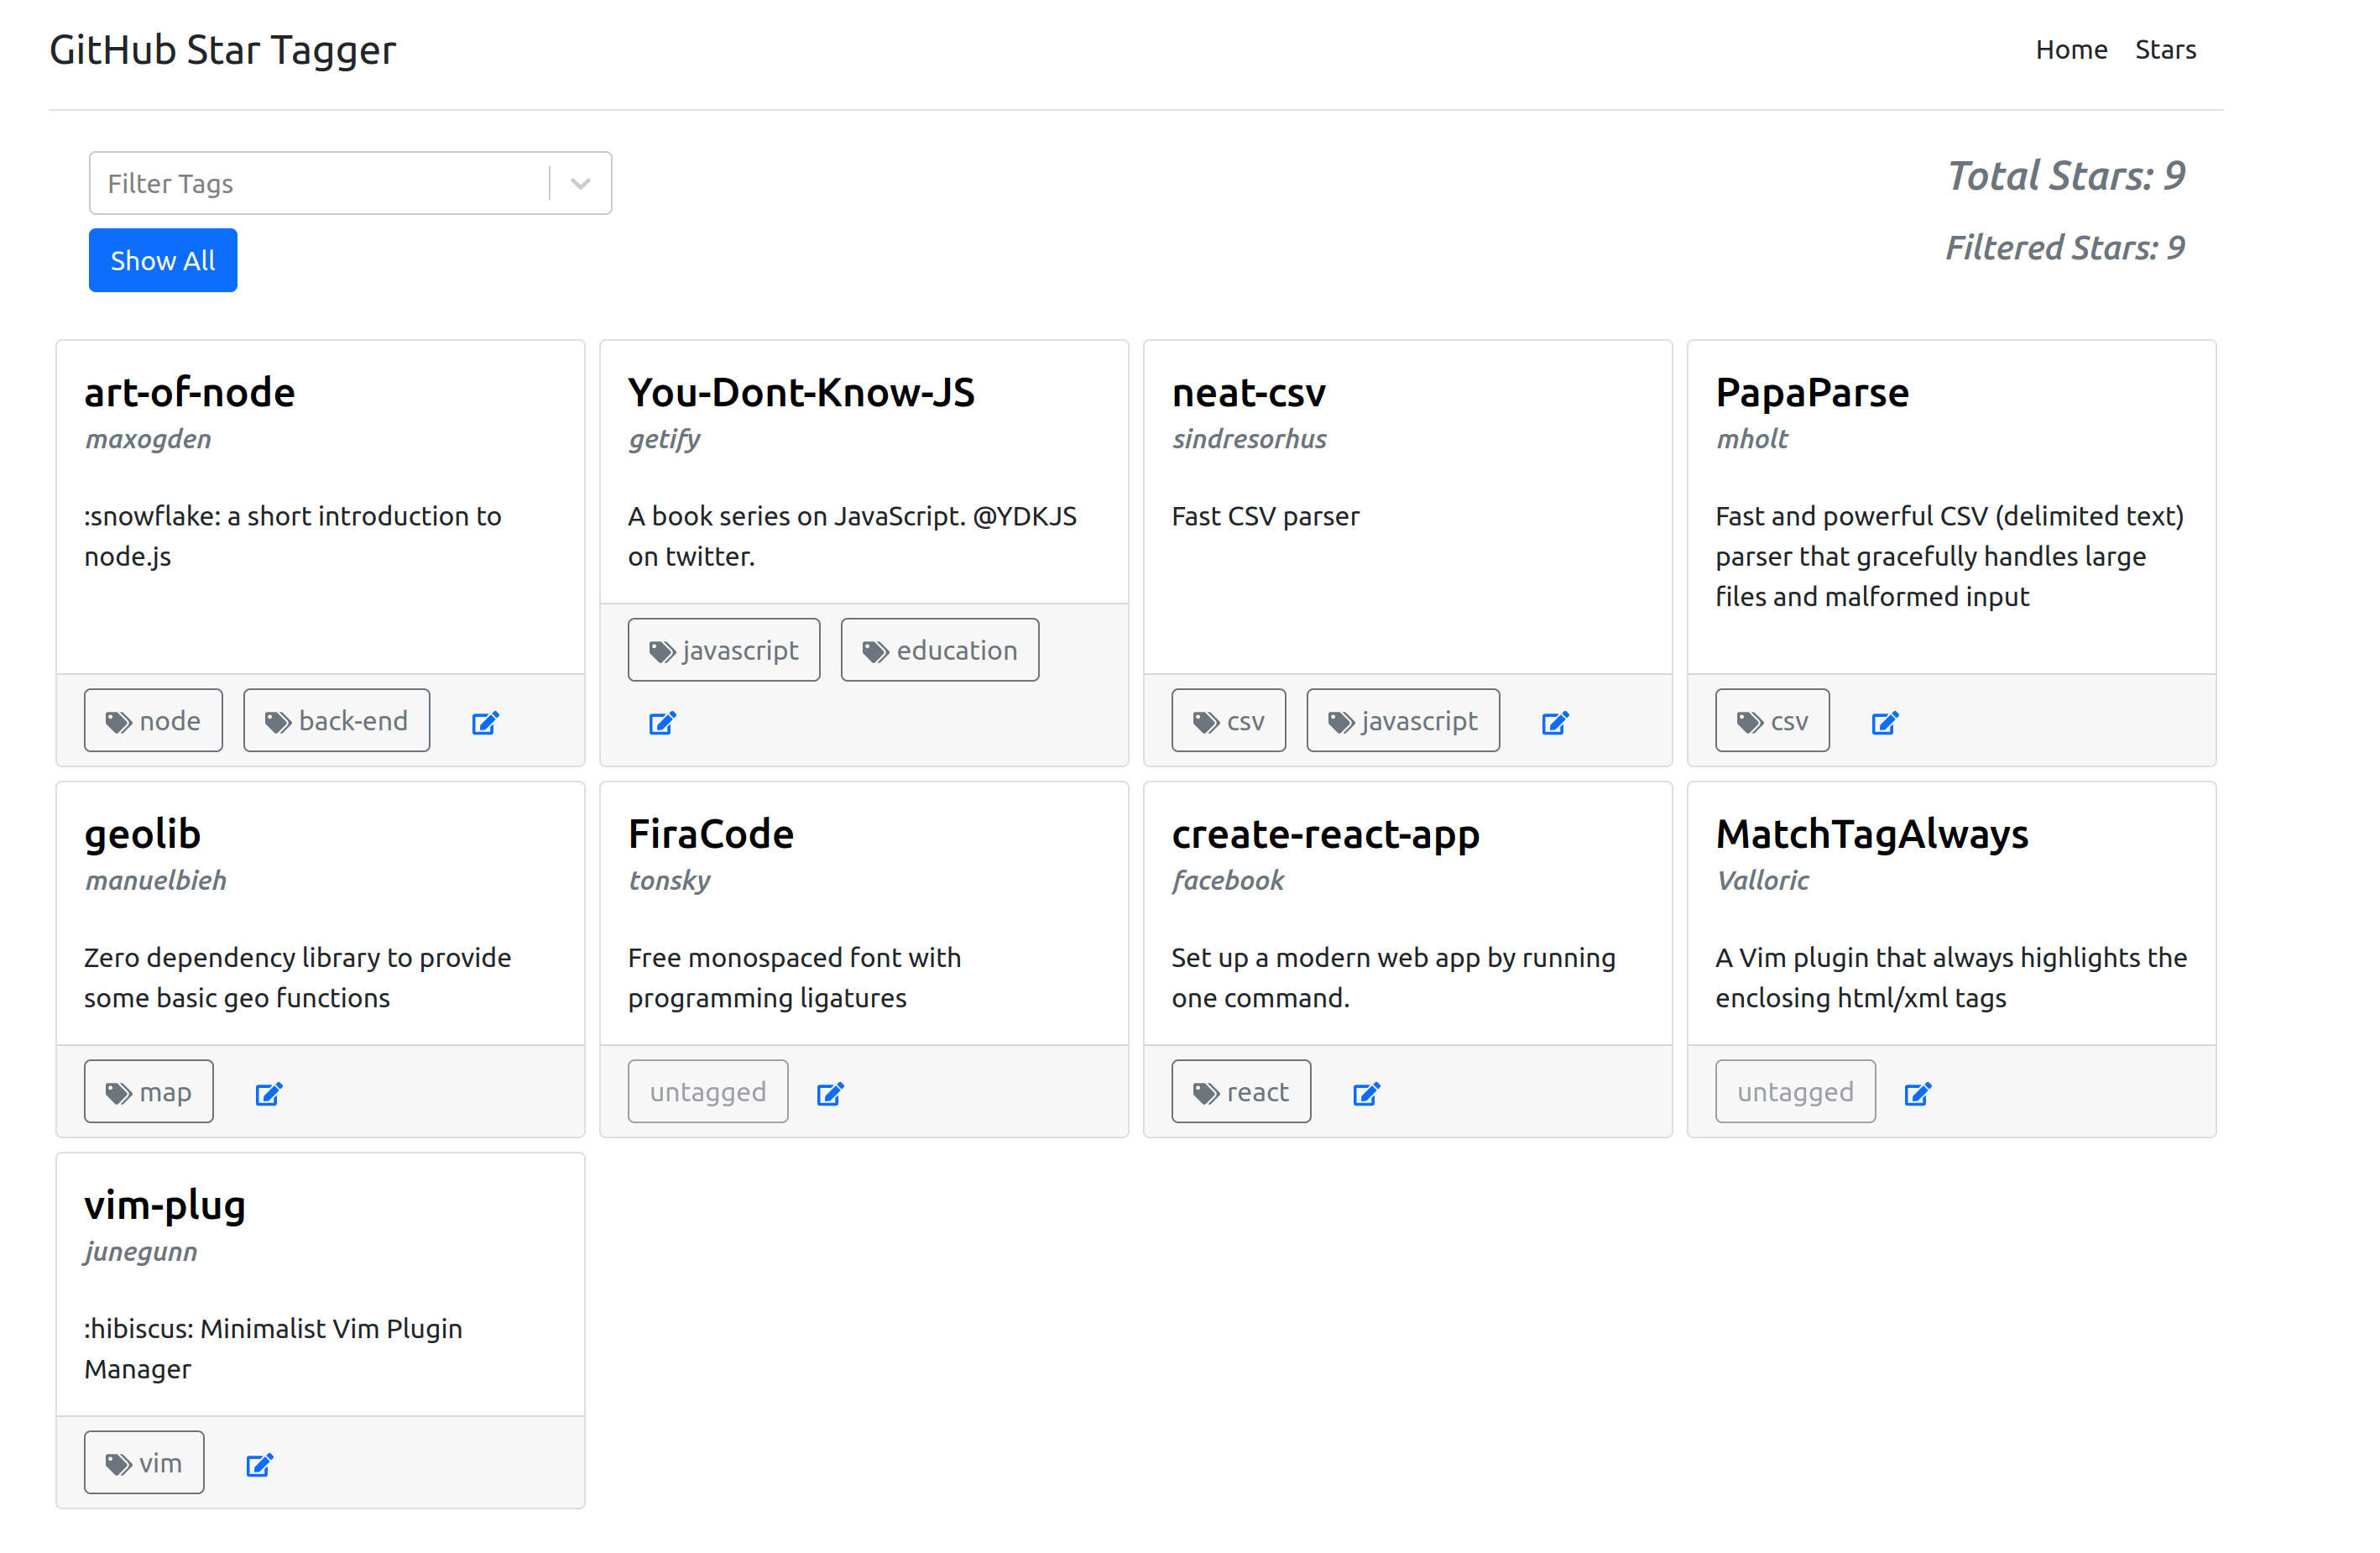 GitHub Star Tagger
Home Stars
Filter Tags
Total Stars: 9
Show All
Filtered Stars: 9
art-of-node
maxogden
:snowflake: a short introduction to
node.js
node back-end
You-Dont-Know-JS
getify
A book series on JavaScript. @YDKJS
on twitter.
javascript education
neat-csv
sindresorhus
Fast CSV parser
csv javascript
PapaParse
mholt
Fast and powerful CSV (delimited text)
parser that gracefully handles large
files and malformed input
csv
geolib
manuelbieh
Zero dependency library to provide
some basic geo functions
map
FiraCode
tonsky
Free monospaced font with
programming ligatures
untagged
create-react-app
facebook
Set up a modern web app by running
one command.
react
MatchTagAlways
Valloric
A Vim plugin that always highlights the
enclosing html/xml tags
untagged
vim-plug
junegunn
:hibiscus: Minimalist Vim Plugin
Manager
vim